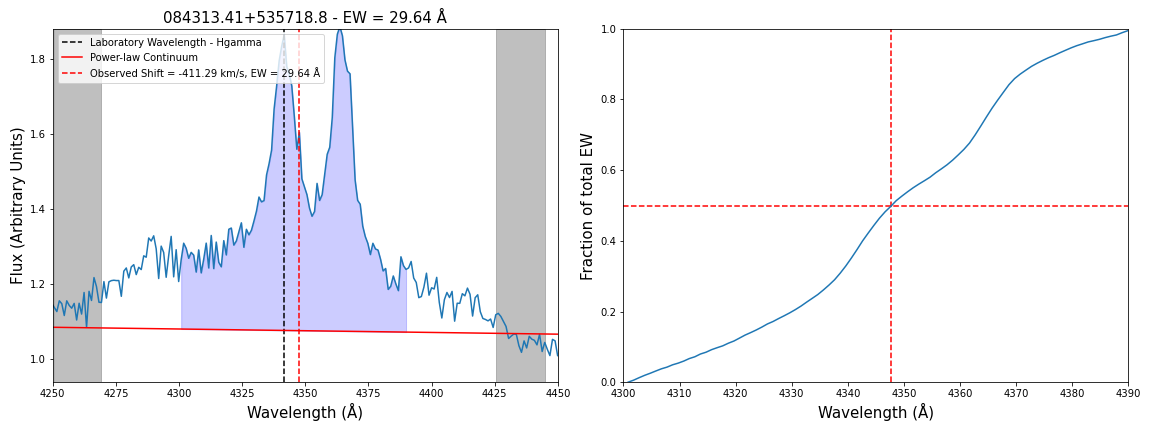 084313.41+535718.8 - EW = 29.64 Å
Laboratory Wavelength - Hgamma
Power-law Continuum
Observed Shift = -411.29 km/s, EW = 29.64 Å
Flux (Arbitrary Units)
1.8
1.6
1.4
1.2
1.0
4250 4275 4300 4325 4350 4375 4400 4425 4450
Wavelength (Å)
Fraction of total EW
1.0
0.8
0.6
0.4
0.2
0.0
4300 4310 4320 4330 4340 4350 4360 4370 4380 4390
Wavelength (Å)